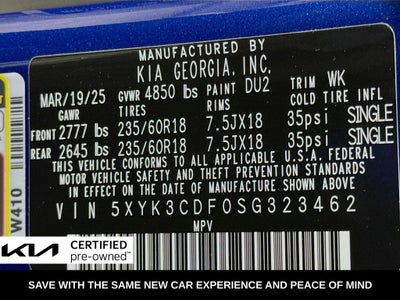 MANUFACTURED BY
KIA GEORGIA, INC.
MAR/19/25 GVWR 4850 lbs PAINT DU2 TRIM WK
GAWR TIRES RIMS COLD TIRE INFL
FRONT 2777 lbs 235/60R18 7.5JX18 35psi SINGLE
REAR 2645 lbs 235/60R18 7.5JX18 35psi SINGLE
THIS VEHICLE CONFORMS TO ALL APPLICABLE U.S.A. FEDERAL
MOTOR VEHICLE SAFETY AND THEFT PREVENTION STANDARDS
IN EFFECT ON THE DATE OF MANUFACTURE SHOWN ABOVE
VIN 5XYK3CDF0SG323462
MPV
W410
KIA CERTIFIED
pre-owned™
SAVE WITH THE SAME NEW CAR EXPERIENCE AND PEACE OF MIND